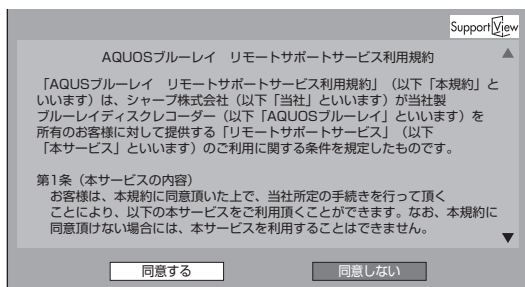 Support View
AQUOSブルーレイ　リモートサポートサービス利用規約
「AQUSブルーレイ　リモートサポートサービス利用規約」（以下「本規約」と
いいます）は、シャープ株式会社（以下「当社」といいます）が当社製
ブルーレイディスクレコーダー（以下「AQUOSブルーレイ」といいます）を
所有のお客様に対して提供する「リモートサポートサービス」（以下
「本サービス」といいます）のご利用に関する条件を規定したものです。
第1条（本サービスの内容）
お客様は、本規約に同意頂いた上で、当社所定の手続きを行って頂く
ことにより、以下の本サービスをご利用頂くことができます。なお、本規約に
同意頂けない場合には、本サービスを利用することはできません。
同意する
同意しない